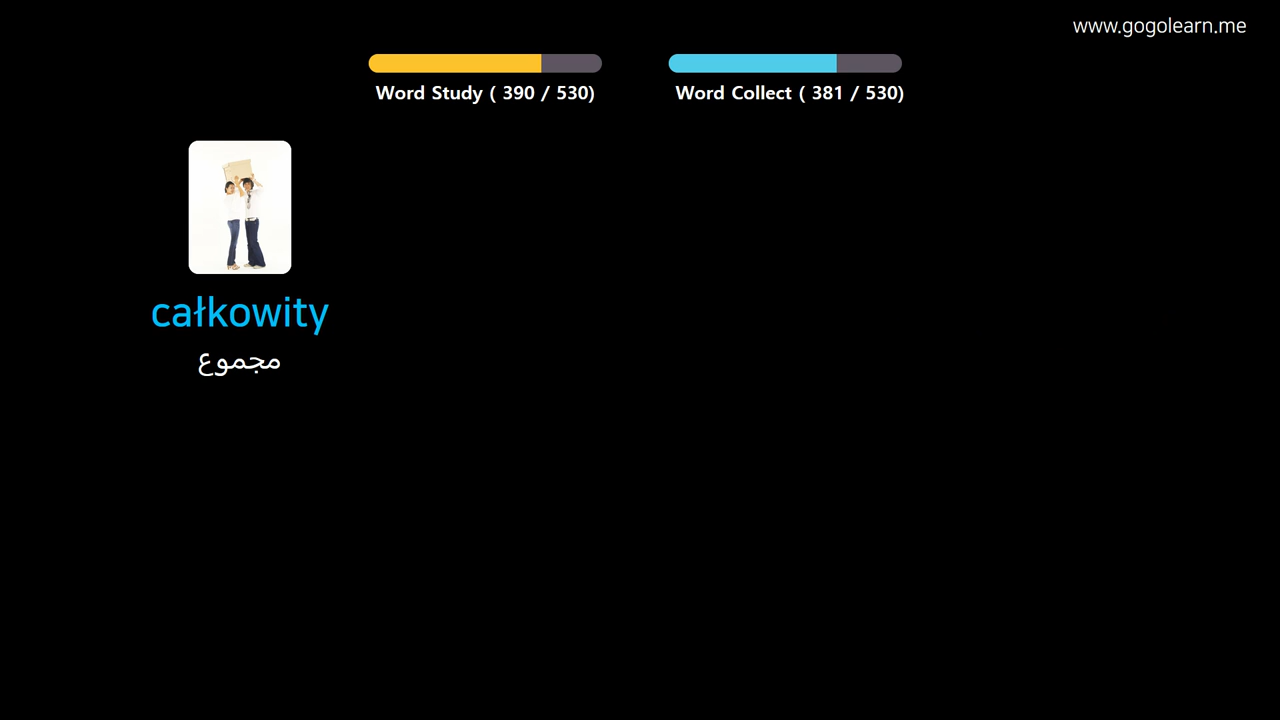 www.gogolearn.me
Word Study ( 390 / 530)
Word Collect ( 381 / 530)
całkowity
مجموع